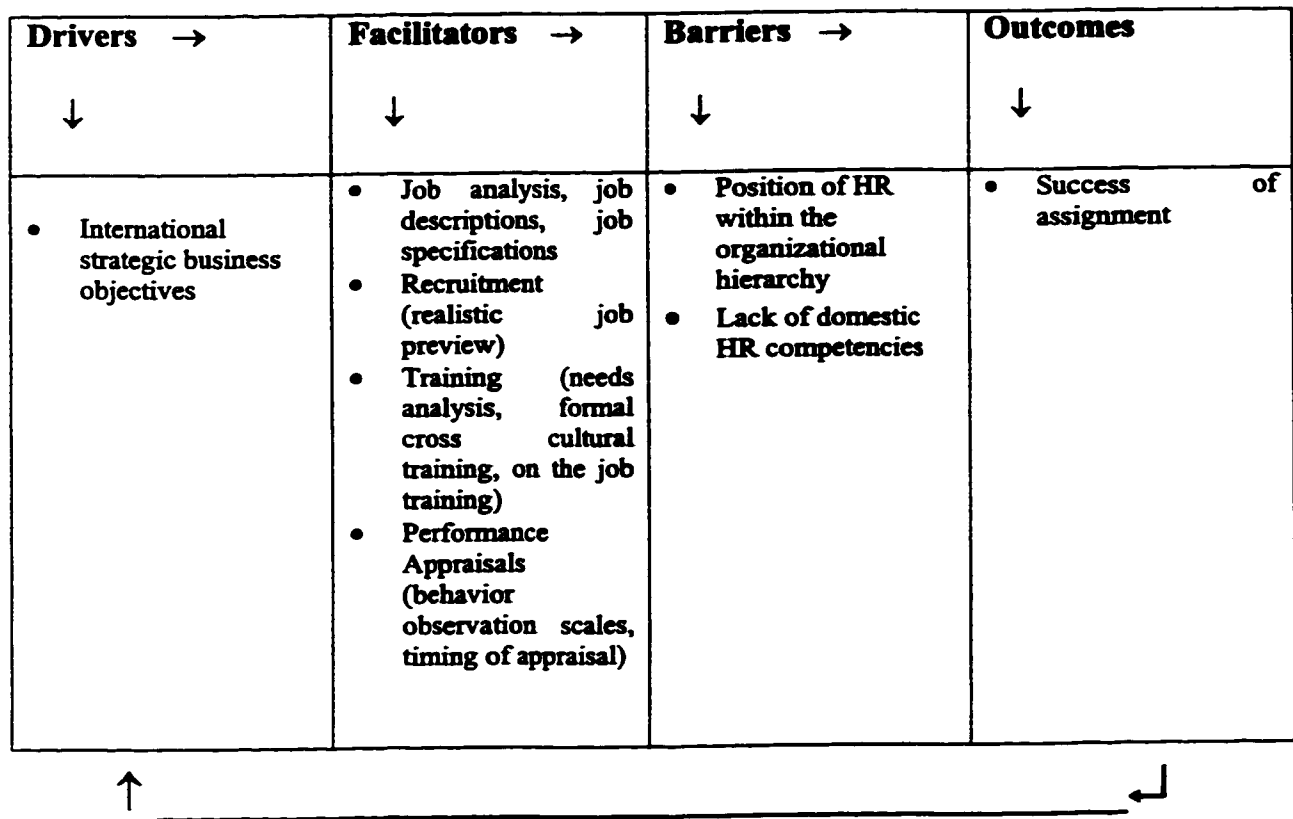 Drivers → Facilitators → Barriers → Outcomes
↓ ↓ ↓ ↓
• International
strategic business
objectives
• Job analysis, job
descriptions, job
specifications
• Recruitment
(realistic job
preview)
• Training (needs
analysis, formal
cross cultural
training, on the job
training)
• Performance
Appraisals
(behavior
observation scales,
timing of appraisal)
• Position of HR
within the
organizational
hierarchy
• Lack of domestic
HR competencies
• Success of
assignment